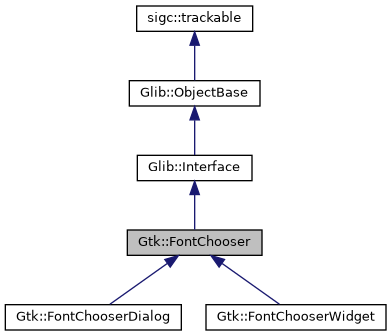 sigc::trackable
Glib::ObjectBase
Glib::Interface
Gtk::FontChooser
Gtk::FontChooserDialog
Gtk::FontChooserWidget